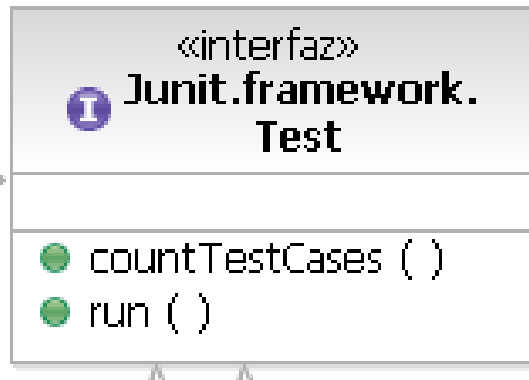 «interfaz»
I Junit.framework.
Test
countTestCases ( )
run ( )